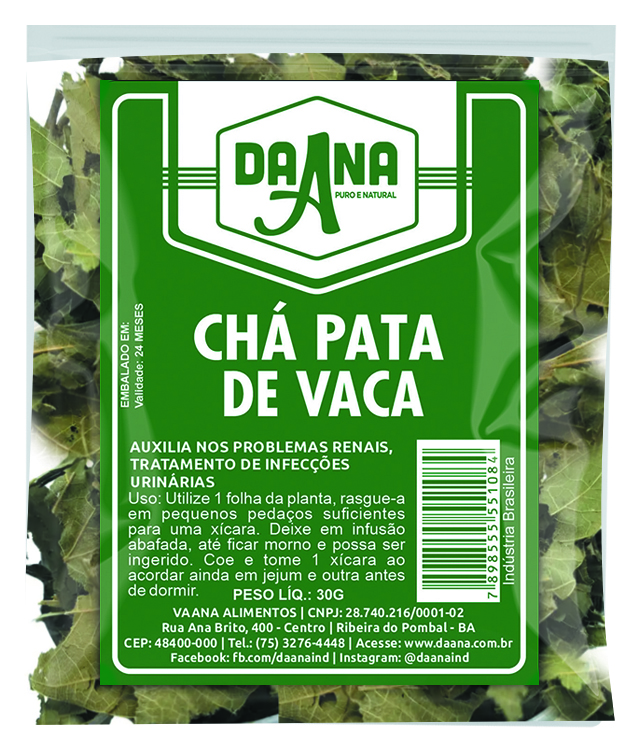 DAANA
PURO E NATURAL
CHÁ PATA
DE VACA
EMBALADO EM:
Validade: 24 MESES
AUXILIA NOS PROBLEMAS RENAIS,
TRATAMENTO DE INFECÇÕES
URINÁRIAS
Uso: Utilize 1 folha da planta, rasgue-a
em pequenos pedaços suficientes
para uma xícara. Deixe em infusão
abafada, até ficar morno e possa ser
ingerido. Coe e tome 1 xícara ao
acordar ainda em jejum e outra antes
de dormir.
PESO LÍQ.: 30G
7 898555 551084
Indústria Brasileira
VAANA ALIMENTOS | CNPJ: 28.740.216/0001-02
Rua Ana Brito, 400 - Centro | Ribeira do Pombal - BA
CEP: 48400-000 | Tel.: (75) 3276-4448 | Acesse: www.daana.com.br
Facebook: fb.com/daanaind | Instagram: @daanaind